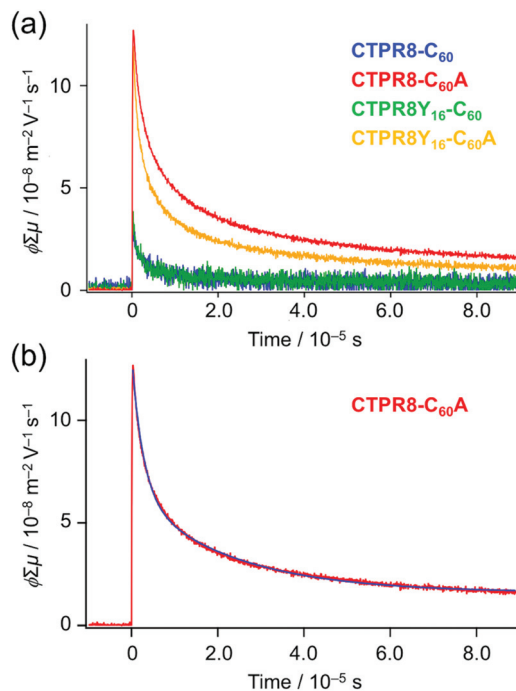 (a)
CTPR8-C₆₀
CTPR8-C₆₀A
CTPR8Y₁₆-C₆₀
CTPR8Y₁₆-C₆₀A
10
5
0
ϕΣμ / 10⁻⁸ m⁻² V⁻¹ s⁻¹
0 2.0 4.0 6.0 8.0
Time / 10⁻⁵ s
(b)
CTPR8-C₆₀A
10
5
0
ϕΣμ / 10⁻⁸ m⁻² V⁻¹ s⁻¹
0 2.0 4.0 6.0 8.0
Time / 10⁻⁵ s